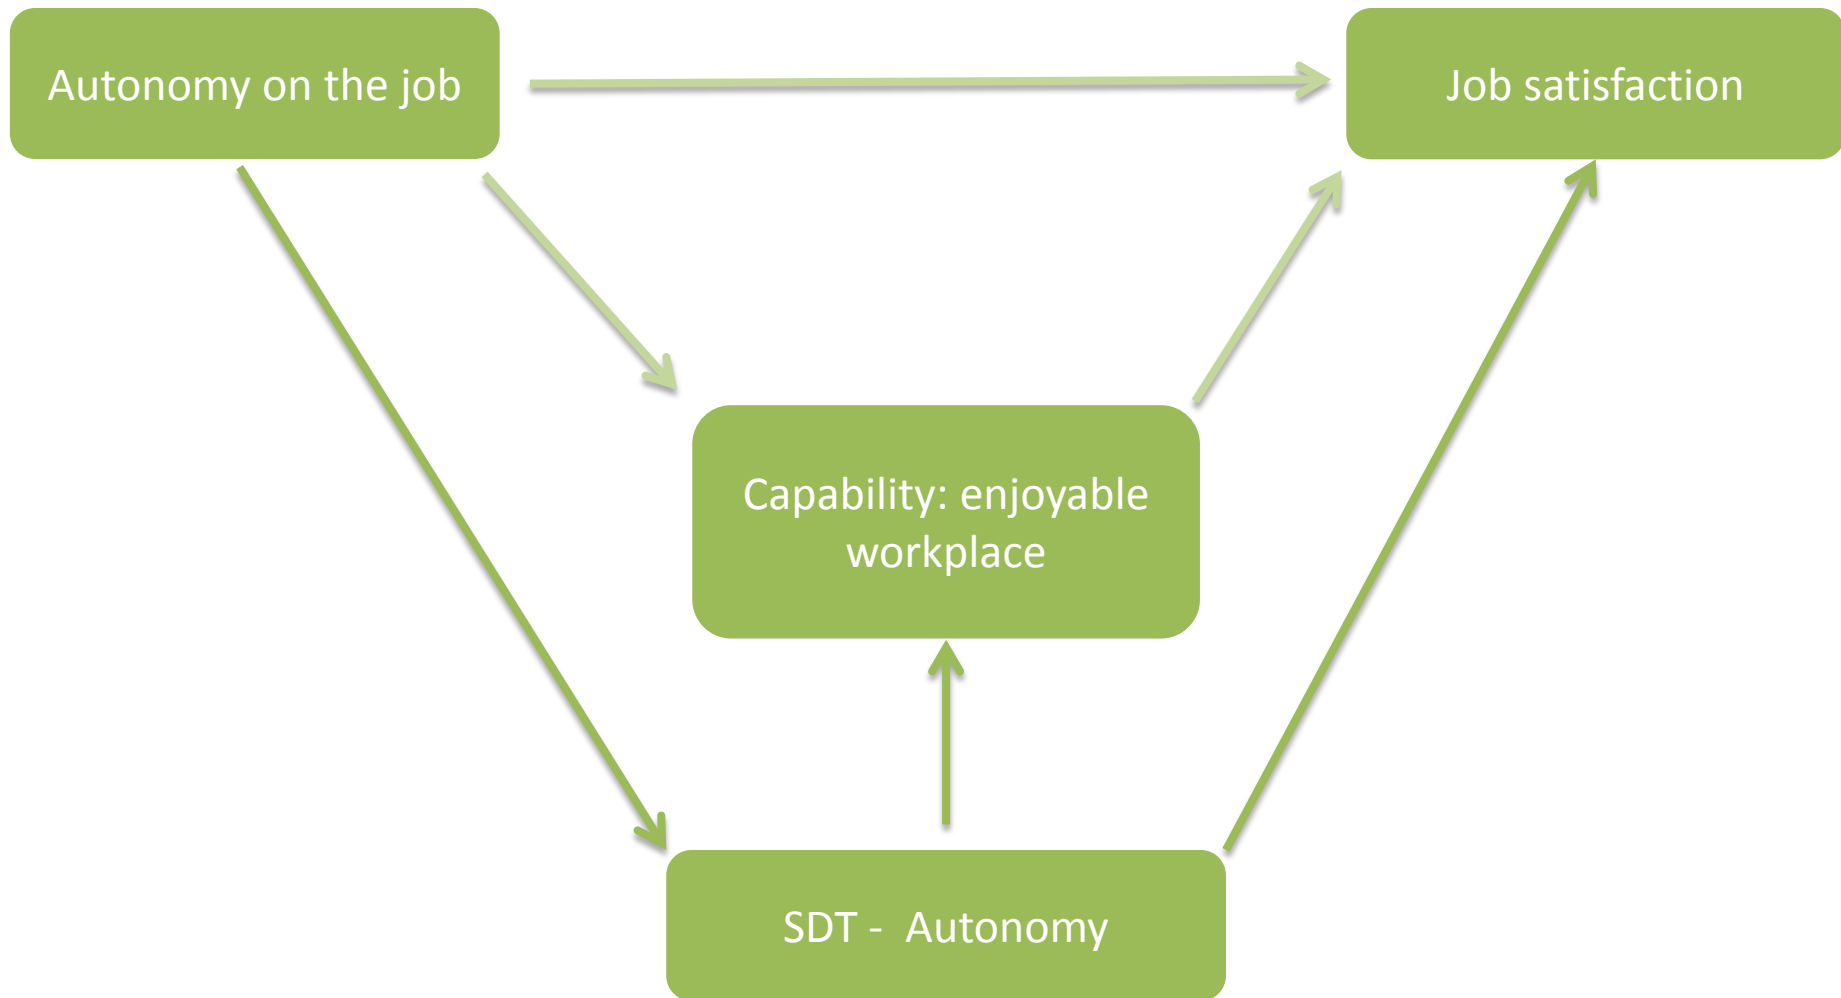 Autonomy on the job
Job satisfaction
Capability: enjoyable
workplace
SDT -  Autonomy